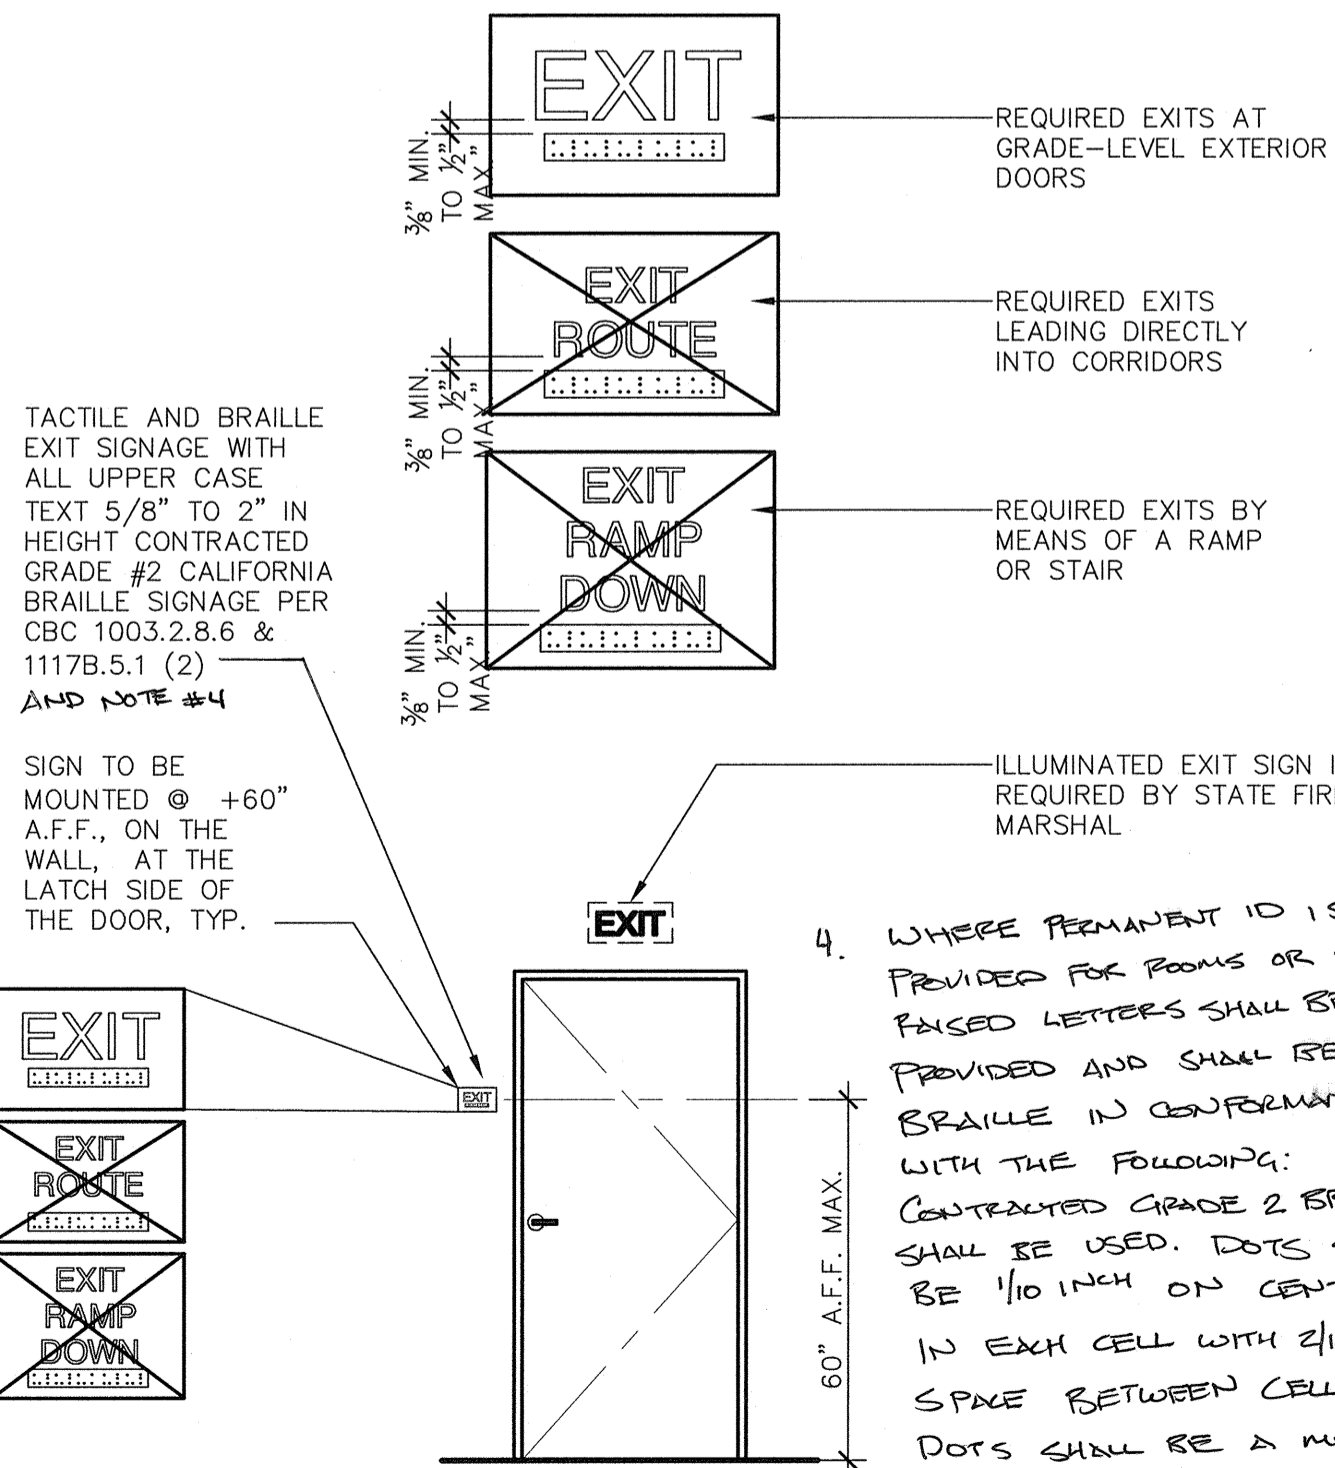 EXIT
3/8" MIN.
TO 1/2"
MAX."
REQUIRED EXITS AT
GRADE-LEVEL EXTERIOR
DOORS
EXIT
ROUTE
3/8" MIN.
TO 1/2"
MAX."
REQUIRED EXITS
LEADING DIRECTLY
INTO CORRIDORS
EXIT
RAMP
DOWN
3/8" MIN.
TO 1/2"
MAX."
REQUIRED EXITS BY
MEANS OF A RAMP
OR STAIR
TACTILE AND BRAILLE
EXIT SIGNAGE WITH
ALL UPPER CASE
TEXT 5/8" TO 2" IN
HEIGHT CONTRACTED
GRADE #2 CALIFORNIA
BRAILLE SIGNAGE PER
CBC 1003.2.8.6 &
1117B.5.1 (2)
AND NOTE #4
SIGN TO BE
MOUNTED @ +60"
A.F.F., ON THE
WALL, AT THE
LATCH SIDE OF
THE DOOR, TYP.
ILLUMINATED EXIT SIGN
REQUIRED BY STATE
MARSHAL
EXIT
EXIT
EXIT
ROUTE
EXIT
RAMP
DOWN
EXIT
60" A.F.F. MAX.
4. WHERE PERMANENT ID IS
PROVIDED FOR ROOMS OR
RAISED LETTERS SHALL BE
PROVIDED AND SHALL BE
BRAILLE IN
WITH THE FOLLOWING:
CONTRACTED GRADE 2
SHALL BE USED. DOTS
BE 1/10 INCH ON
IN EACH CELL WITH
SPACE BETWEEN
DOTS SHALL BE A